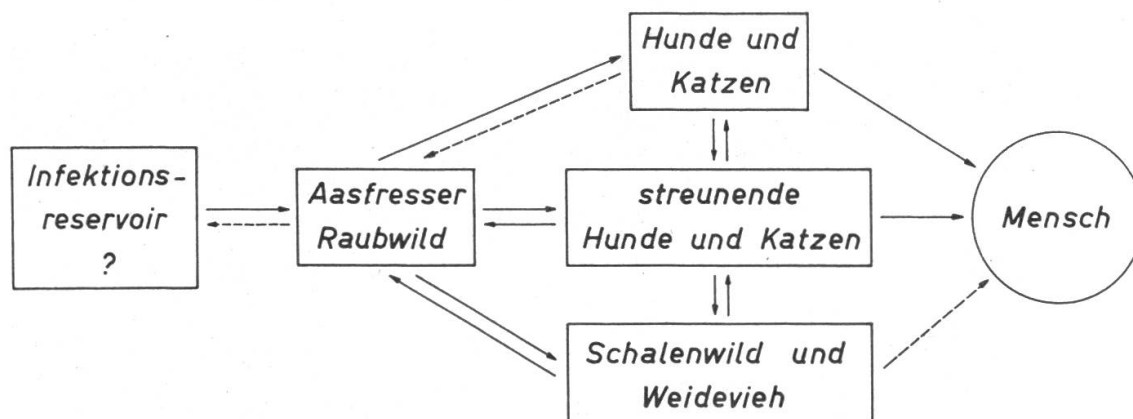 Hunde und
Katzen
Infektions-
reservoir
?
Aasfresser
Raubwild
streunende
Hunde und Katzen
Mensch
Schalenwild und
Weidevieh